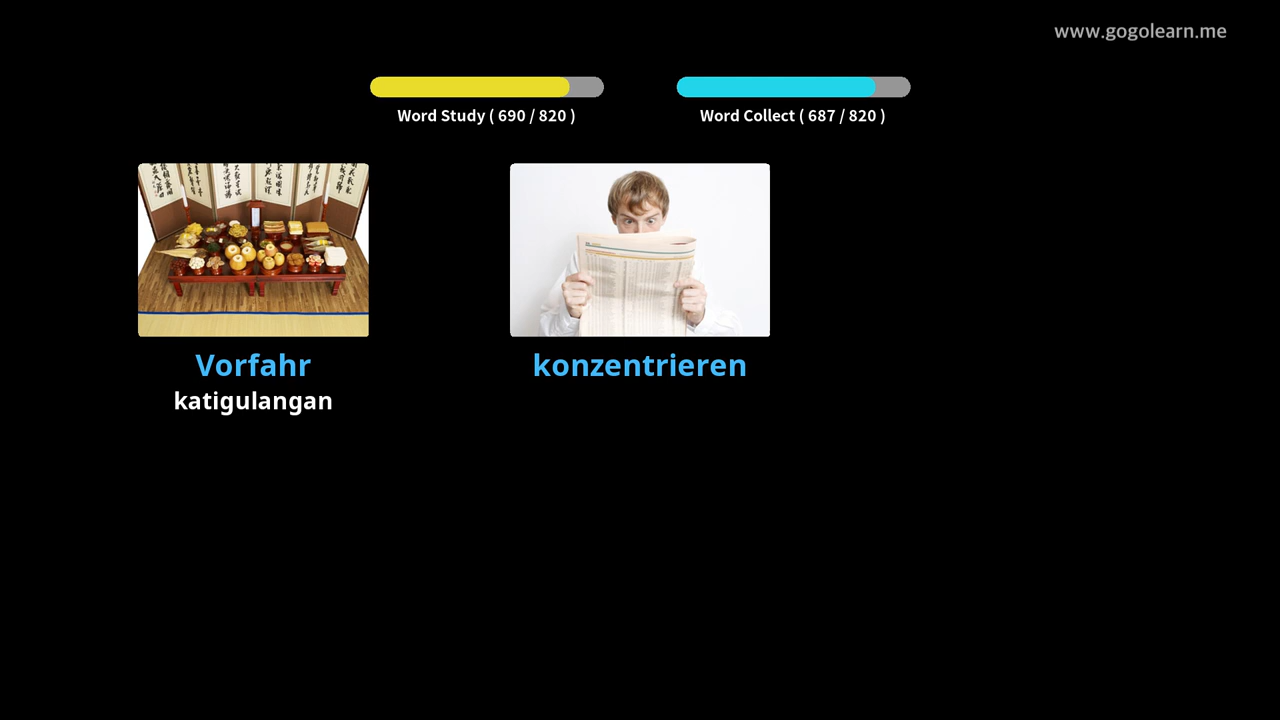 www.gogolearn.me
Word Study ( 690 / 820 )
Word Collect ( 687 / 820 )
Vorfahr
katigulangan
konzentrieren